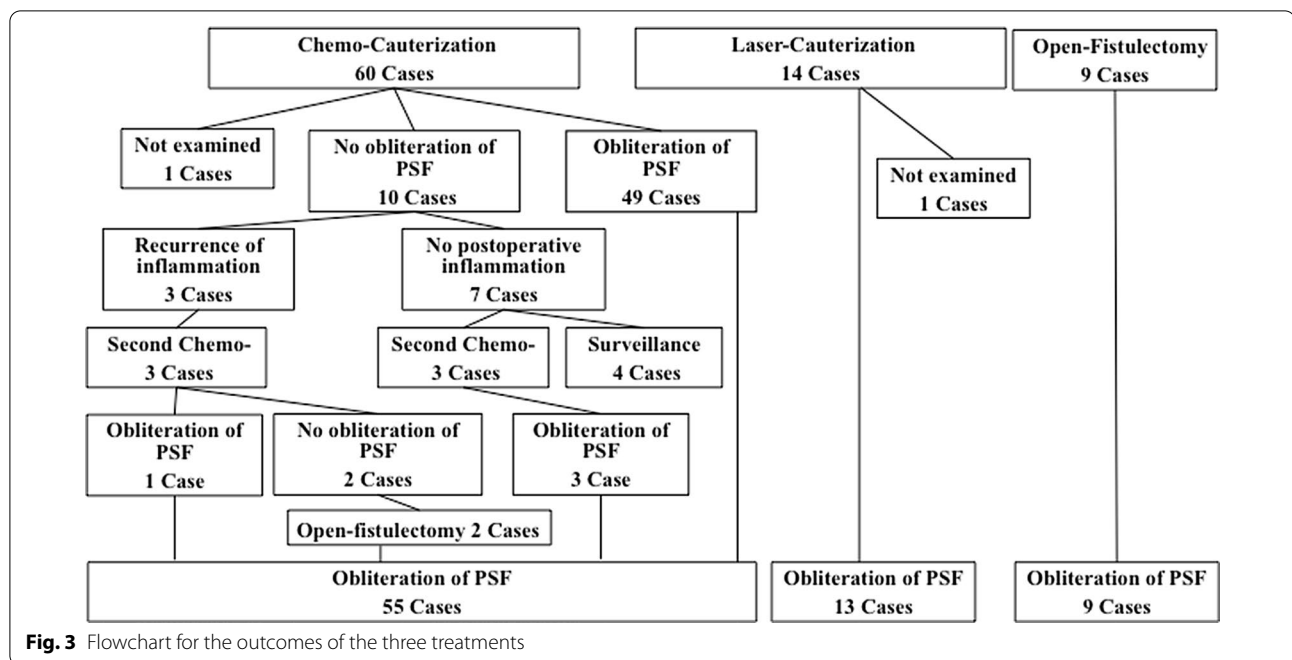 Chemo-Cauterization
60 Cases
Laser-Cauterization
14 Cases
Open-Fistulectomy
9 Cases
Not examined
1 Cases
No obliteration of
PSF
10 Cases
Obliteration of
PSF
49 Cases
Not examined
1 Cases
Recurrence of
inflammation
3 Cases
No postoperative
inflammation
7 Cases
Second Chemo-
3 Cases
Second Chemo-
3 Cases
Surveillance
4 Cases
Obliteration of
PSF
1 Case
No obliteration of
PSF
2 Cases
Obliteration of
PSF
3 Case
Open-fistulectomy 2 Cases
Obliteration of PSF
55 Cases
Obliteration of PSF
13 Cases
Obliteration of PSF
9 Cases
Fig. 3 Flowchart for the outcomes of the three treatments